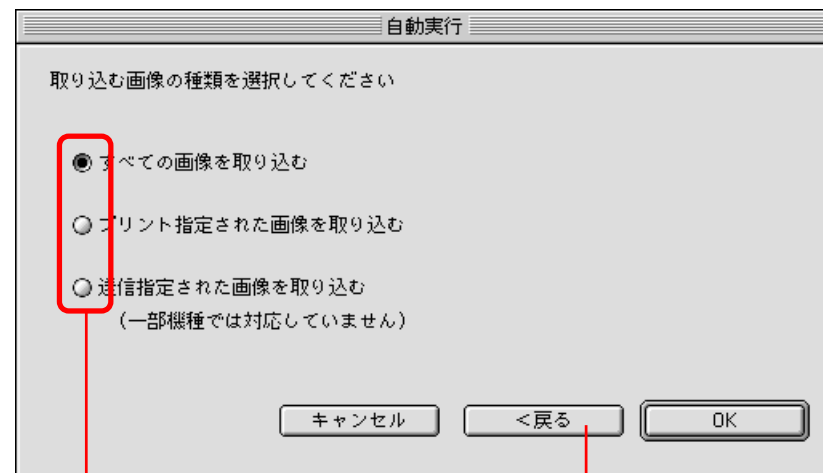 自動実行
取り込む画像の種類を選択してください
すべての画像を取り込む
プリント指定された画像を取り込む
送信指定された画像を取り込む
（一部機種では対応していません）
キャンセル
<戻る
OK